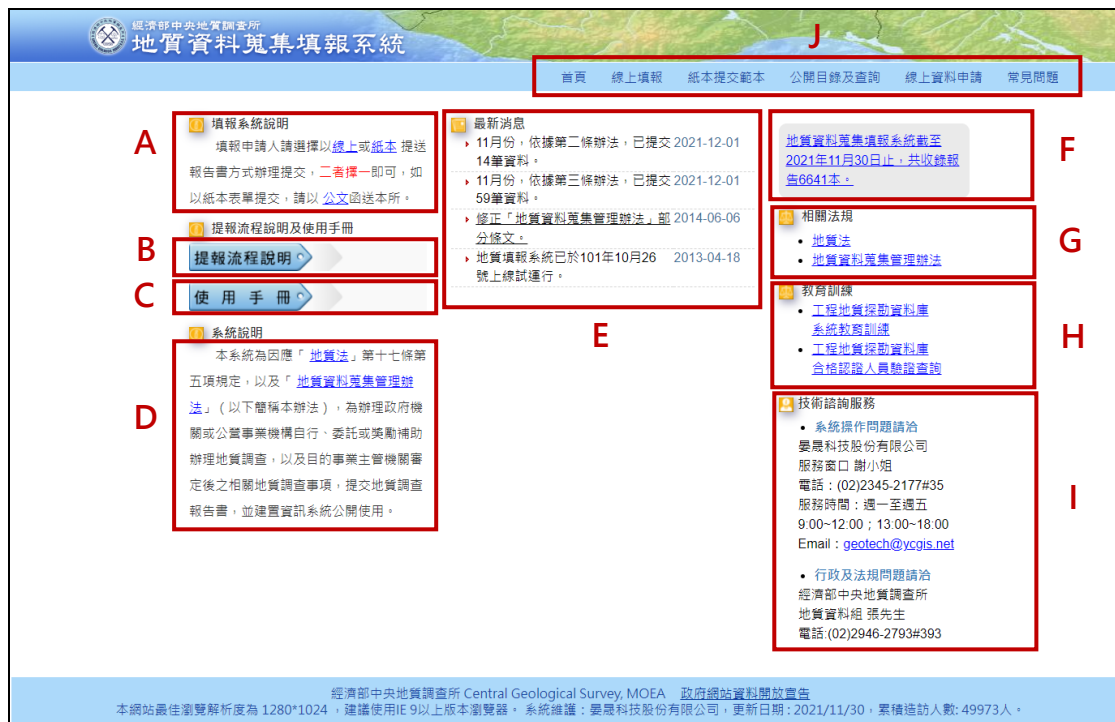 經濟部中央地質調查所
地質資料蒐集填報系統
J
首頁 線上填報 紙本提交範本 公開目錄及查詢 線上資料申請 常見問題
A
填報系統說明
填報申請人請選擇以線上或紙本 提送
報告書方式辦理提交，二者擇一即可，如
以紙本表單提交，請以 公文函送本所。
提報流程說明及使用手冊
B
提報流程說明
C
使用手冊
系統說明
D
本系統為因應「 地質法」第十七條第
五項規定，以及「 地質資料蒐集管理辦
法」（以下簡稱本辦法），為辦理政府機
關或公營事業機構自行、委託或獎勵補助
辦理地質調查，以及目的事業主管機關審
定後之相關地質調查事項，提交地質調查
報告書，並建置資訊系統公開使用。
最新消息
11月份，依據第二條辦法，已提交 2021-12-01
14筆資料。
11月份，依據第三條辦法，已提交 2021-12-01
59筆資料。
修正「地質資料蒐集管理辦法」部 2014-06-06
分條文。
地質填報系統已於101年10月26 2013-04-18
號上線試運行。
E
地質資料蒐集填報系統截至
2021年11月30日止，共收錄報
告6641本。
F
相關法規
地質法
地質資料蒐集管理辦法
G
教育訓練
工程地質探勘資料庫
系統教育訓練
工程地質探勘資料庫
合格認證人員驗證查詢
H
技術諮詢服務
系統操作問題請洽
晏晟科技股份有限公司
服務窗口 謝小姐
電話：(02)2345-2177#35
服務時間：週一至週五
9:00~12:00；13:00~18:00
Email：geotech@ycgis.net
I
行政及法規問題請洽
經濟部中央地質調查所
地質資料組 張先生
電話:(02)2946-2793#393
經濟部中央地質調查所 Central Geological Survey, MOEA 政府網站資料開放宣告
本網站最佳瀏覽解析度為 1280*1024 ，建議使用IE 9以上版本瀏覽器。 系統維護：晏晟科技股份有限公司，更新日期：2021/11/30，累積造訪人數: 49973人。